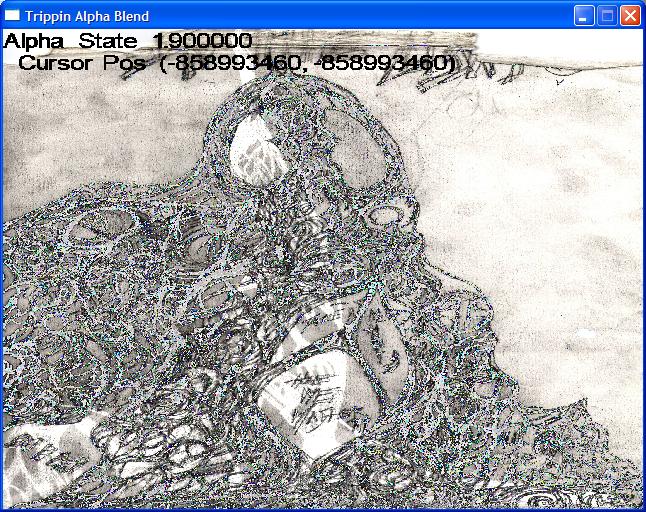 Trippin Alpha Blend
Alpha State 1.900000
Cursor Pos (-858993460, -858993460)